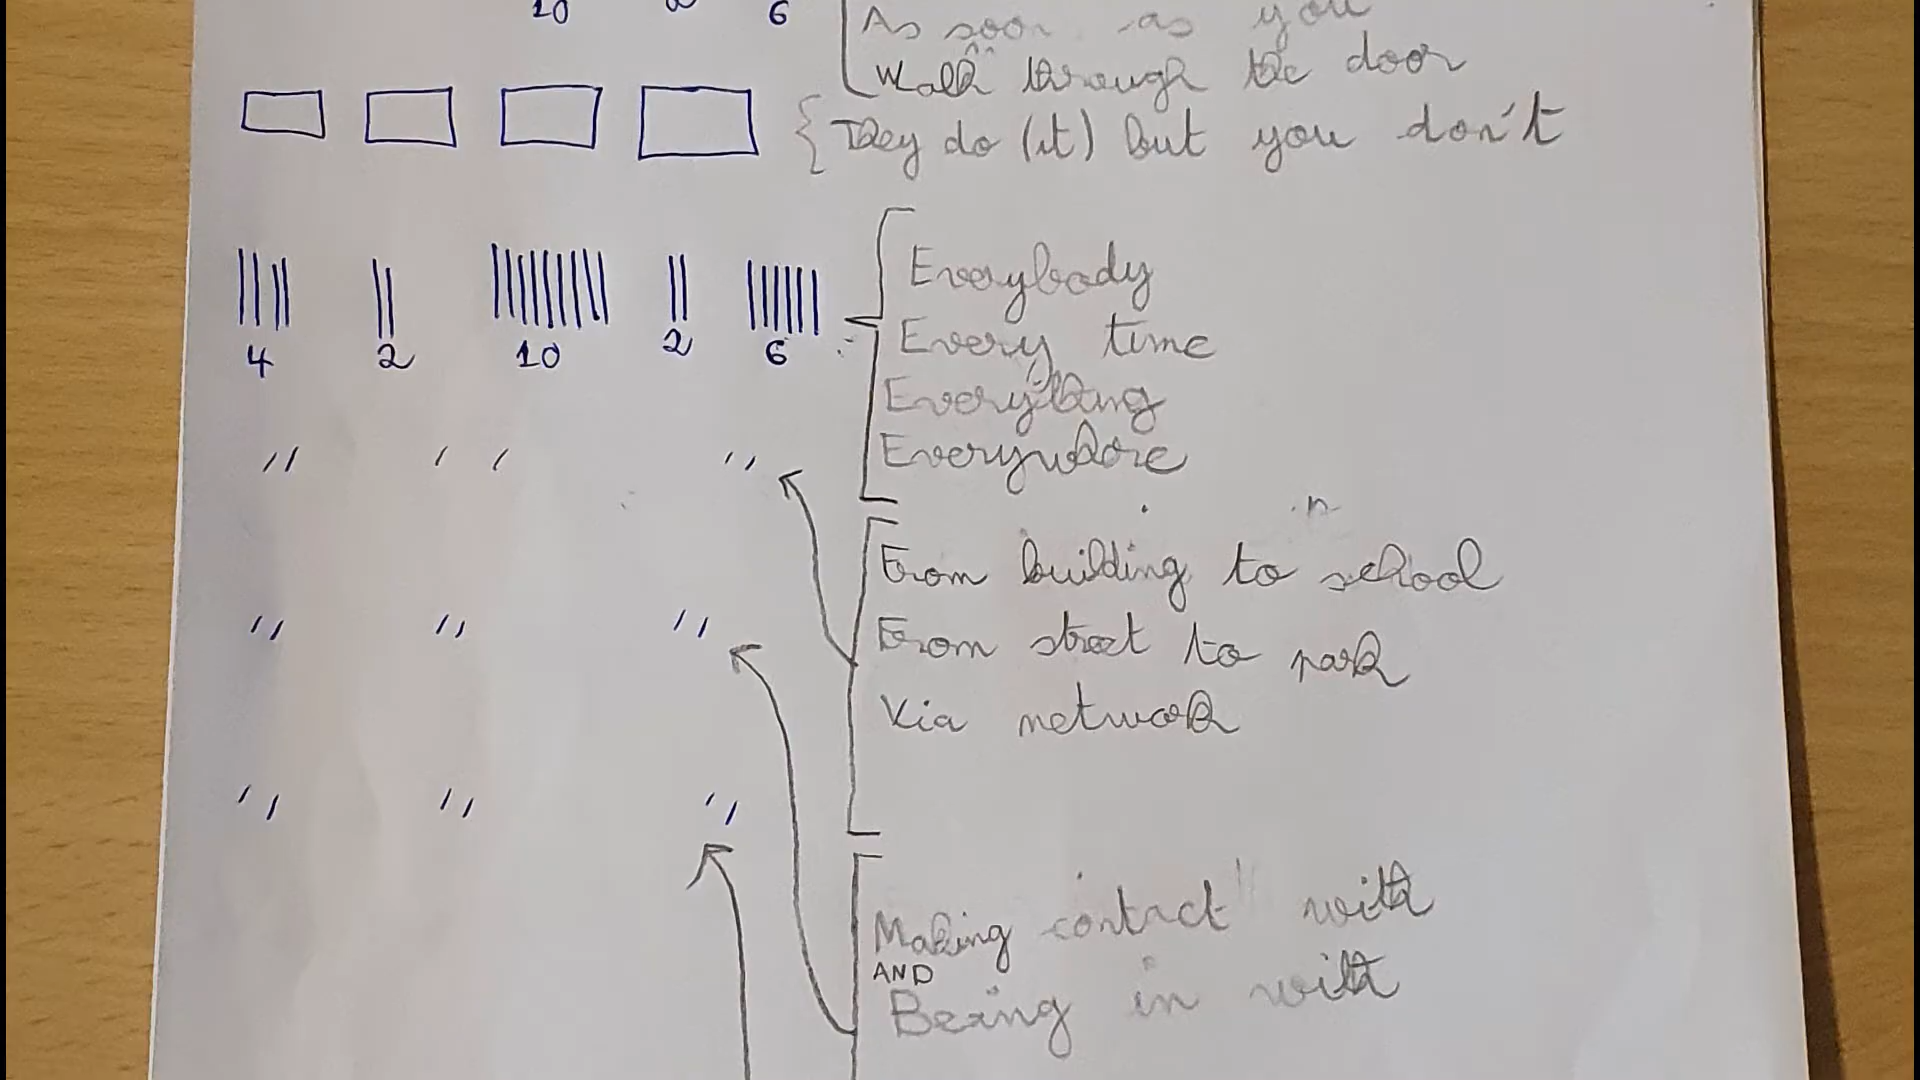 10 2 6
As soon as you
Walk through the door
{ They do (it) but you don't
Everybody
4 2 10 2 6
Every time
Everything
Everywhere
" " "
From building to school
From street to park
" " "
Via network
" " "
Making contact with
AND
Being in with